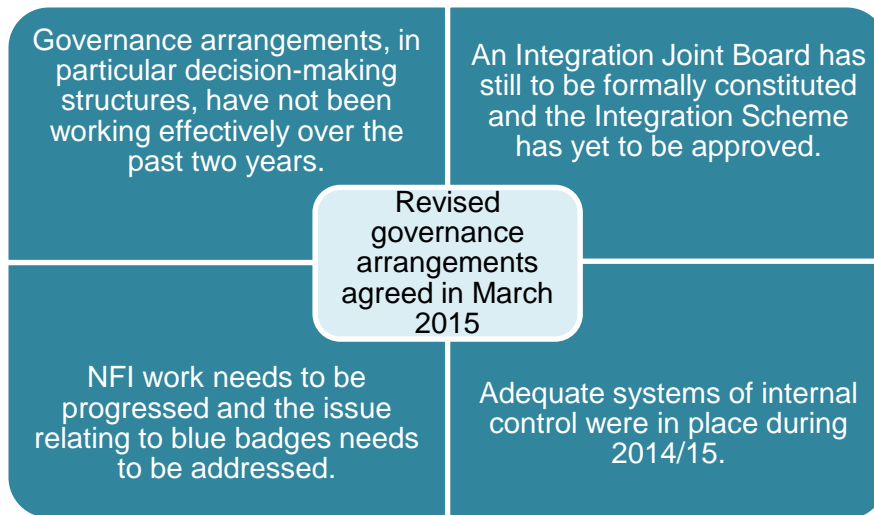 Governance arrangements, in
particular decision-making
structures, have not been
working effectively over the
past two years.
An Integration Joint Board has
still to be formally constituted
and the Integration Scheme
has yet to be approved.
Revised
governance
arrangements
agreed in March
2015
NFI work needs to be
progressed and the issue
relating to blue badges needs
to be addressed.
Adequate systems of internal
control were in place during
2014/15.